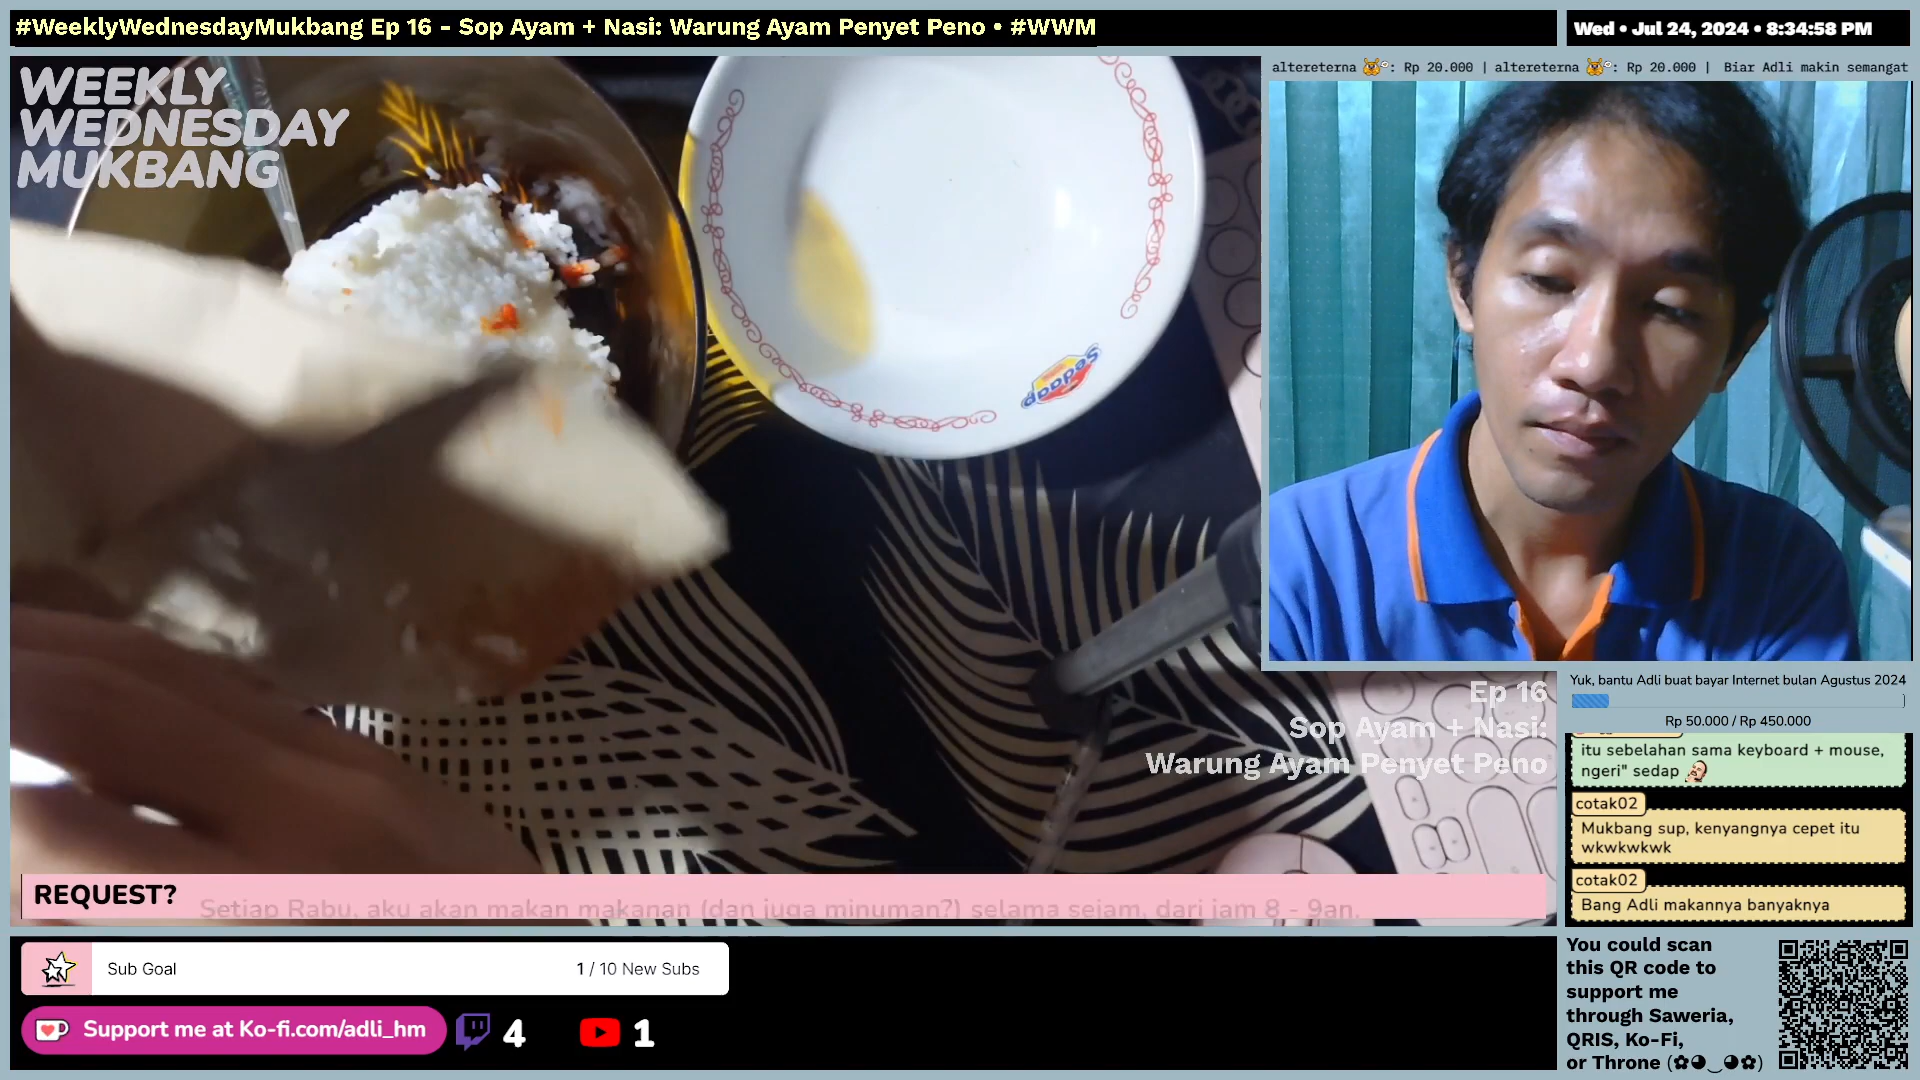 #WeeklyWednesdayMukbang Ep 16 - Sop Ayam + Nasi: Warung Ayam Penyet Peno • #WWM
Wed • Jul 24, 2024 • 8:34:58 PM
altereterna : Rp 20.000 | altereterna : Rp 20.000 | Biar Adli makin semangat
WEEKLY
WEDNESDAY
MUKBANG
Sedaap
Ep 16
Sop Ayam + Nasi:
Warung Ayam Penyet Peno
Yuk, bantu Adli buat bayar Internet bulan Agustus 2024
Rp 50.000 / Rp 450.000
itu sebelahan sama keyboard + mouse,
ngeri" sedap
cotak02
Mukbang sup, kenyangnya cepet itu
wkwkwkwk
cotak02
Bang Adli makannya banyaknya
REQUEST?
Setiap Rabu, aku akan makan makanan (dan juga minuman?) selama sejam, dari jam 8 - 9an.
Sub Goal
1 / 10 New Subs
Support me at Ko-fi.com/adli_hm
4
1
You could scan
this QR code to
support me
through Saweria,
QRIS, Ko-Fi,
or Throne (✿◕‿◕✿)